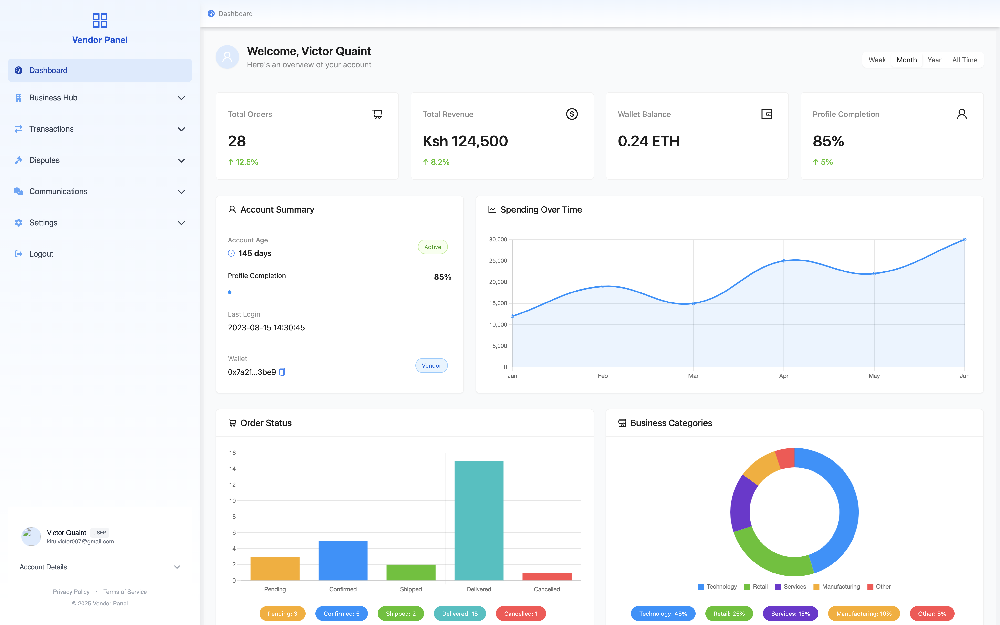 Vendor Panel
Dashboard
Business Hub
Transactions
Disputes
Communications
Settings
Logout
Victor Quaint USER
kiruivictor097@gmail.com
Account Details
Privacy Policy • Terms of Service
© 2025 Vendor Panel
Dashboard
Welcome, Victor Quaint
Here's an overview of your account
Week Month Year All Time
Total Orders
28
↑ 12.5%
Total Revenue
Ksh 124,500
↑ 8.2%
Wallet Balance
0.24 ETH
Profile Completion
85%
↑ 5%
Account Summary
Account Age
145 days
Active
Profile Completion
85%
Last Login
2023-08-15 14:30:45
Wallet
0x7a2f...3be9
Vendor
Spending Over Time
30,000
25,000
20,000
15,000
10,000
5,000
0
Jan Feb Mar Apr May Jun
Order Status
16
14
12
10
8
6
4
2
0
Pending Confirmed Shipped Delivered Cancelled
Pending: 3 Confirmed: 5 Shipped: 2 Delivered: 15 Cancelled: 1
Business Categories
Technology Retail Services Manufacturing Other
Technology: 45% Retail: 25% Services: 15% Manufacturing: 10% Other: 5%